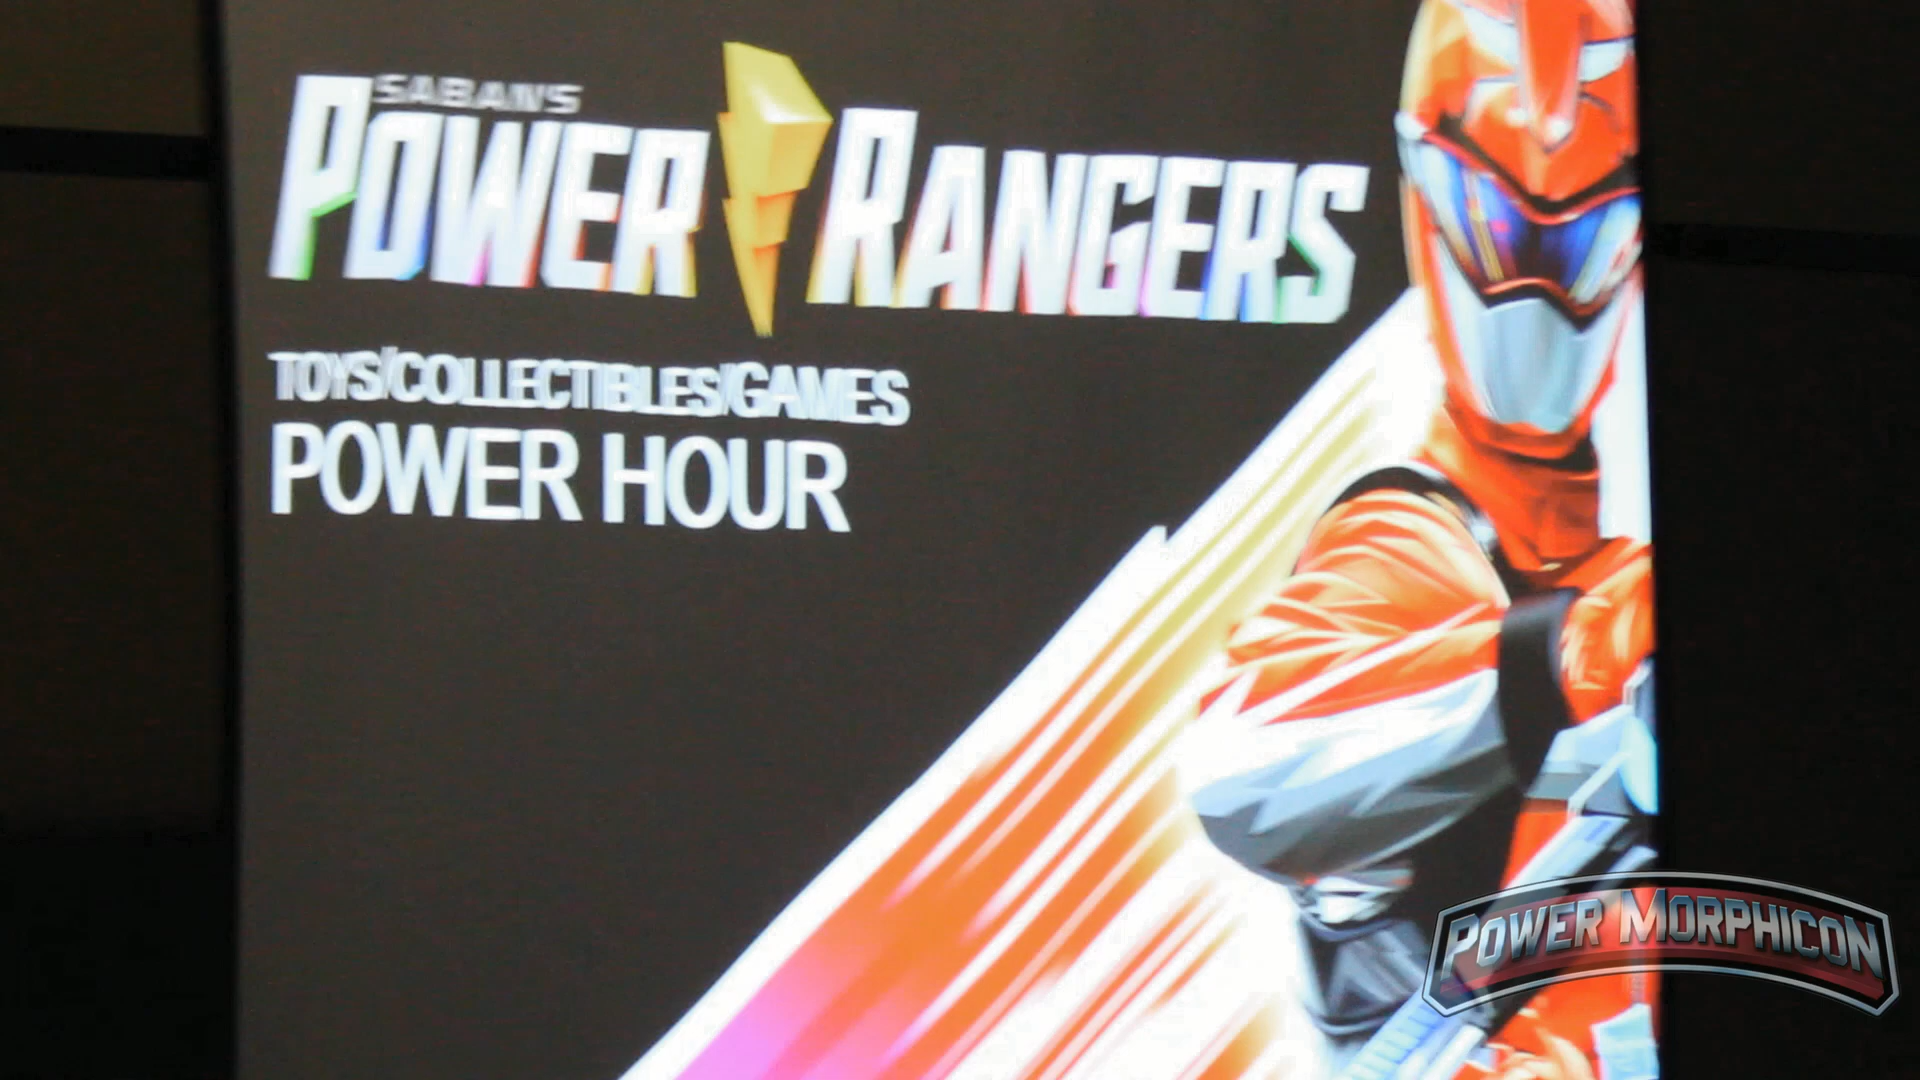 SABAN'S
POWER RANGERS
TOYS/COLLECTIBLES/GAMES
POWER HOUR
POWER MORPHICON